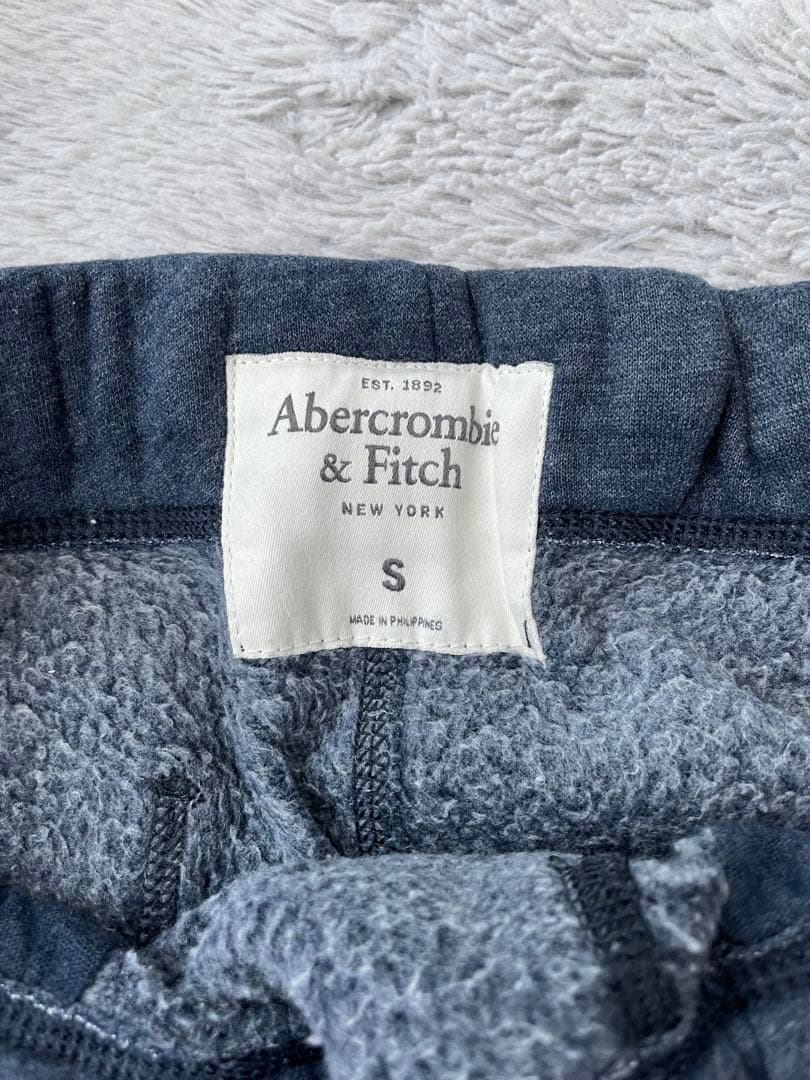 EST. 1892
Abercrombie
& Fitch
NEW YORK
S
MADE IN PHILIPPINES